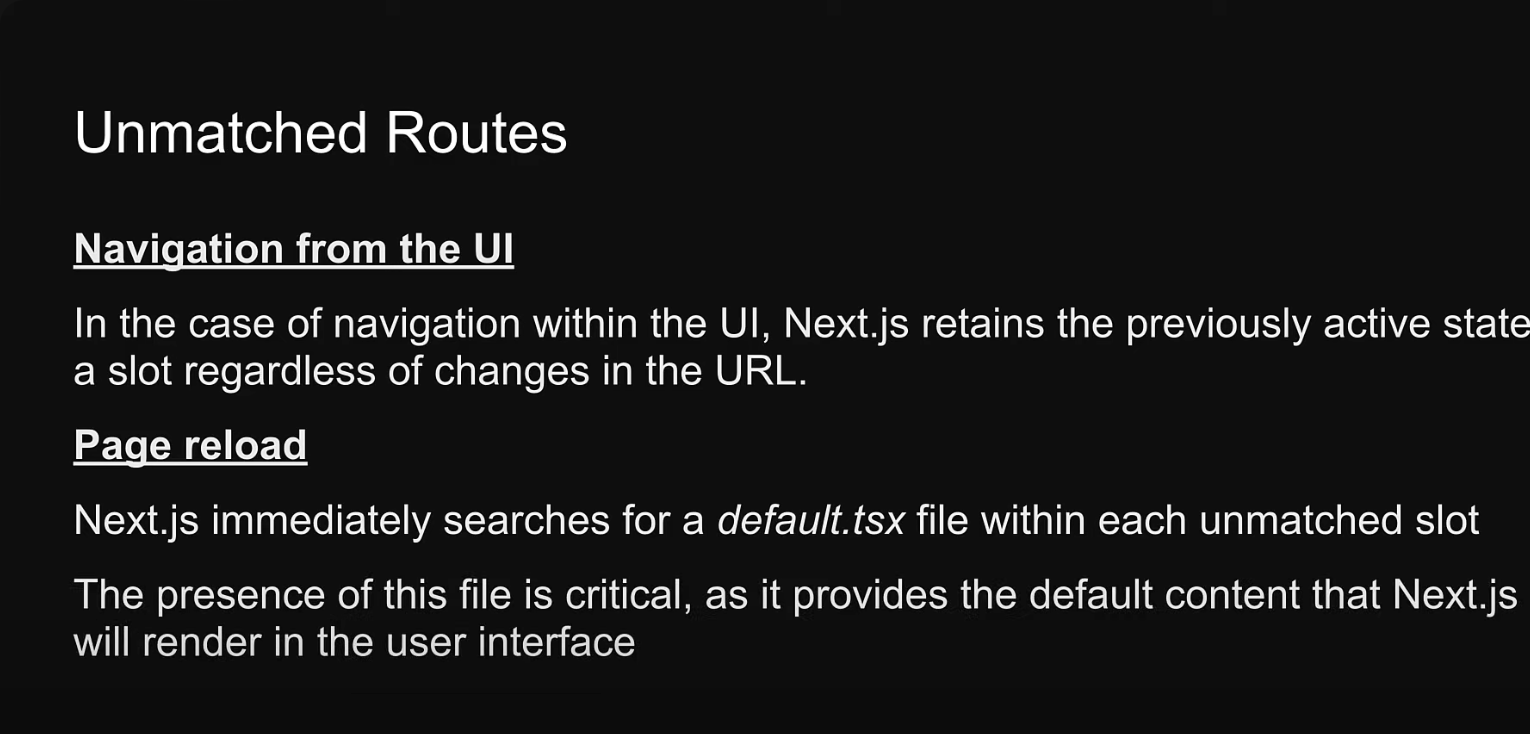 Unmatched Routes
Navigation from the UI
In the case of navigation within the UI, Next.js retains the previously active state
a slot regardless of changes in the URL.
Page reload
Next.js immediately searches for a default.tsx file within each unmatched slot
The presence of this file is critical, as it provides the default content that Next.js
will render in the user interface